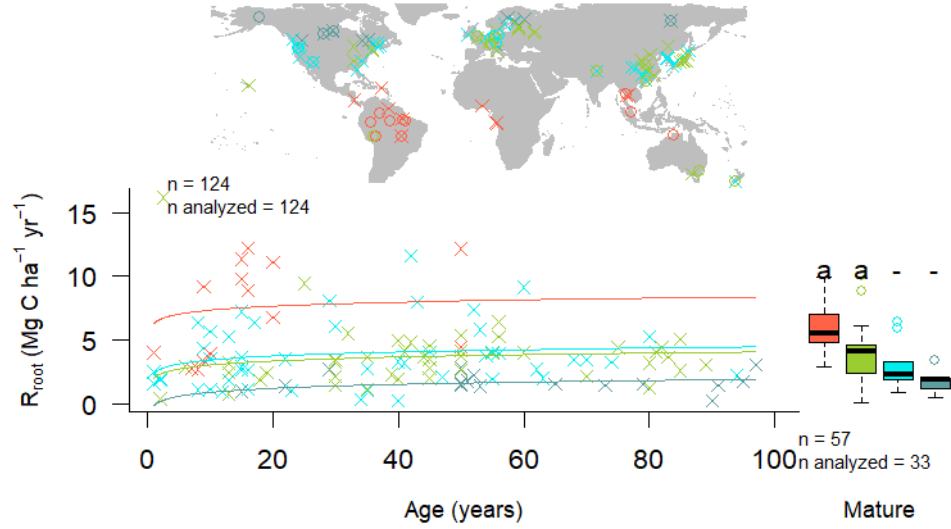 n = 124
n analyzed = 124
R_root (Mg C ha⁻¹ yr⁻¹)
15
10
5
0
a a - -
n = 57
n analyzed = 33
0 20 40 60 80 100
Age (years)
Mature